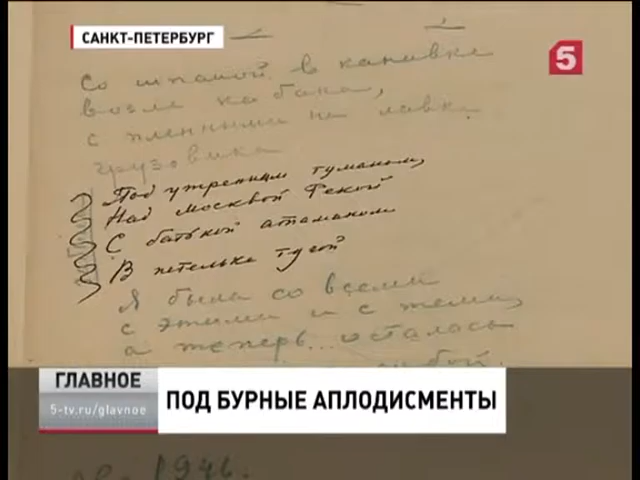 САНКТ-ПЕТЕРБУРГ
5
Со шпаной в канавке
возле кабака,
с пленными на лавке
грузовика
Под утренним туманом,
Над Москвой Рекой
С батькой атаманом
В петельке тугой
Я была со всеми
с этими и с теми,
а теперь... осталась
собой.
1946.
ГЛАВНОЕ
5-tv.ru/glavnoe
ПОД БУРНЫЕ АПЛОДИСМЕНТЫ